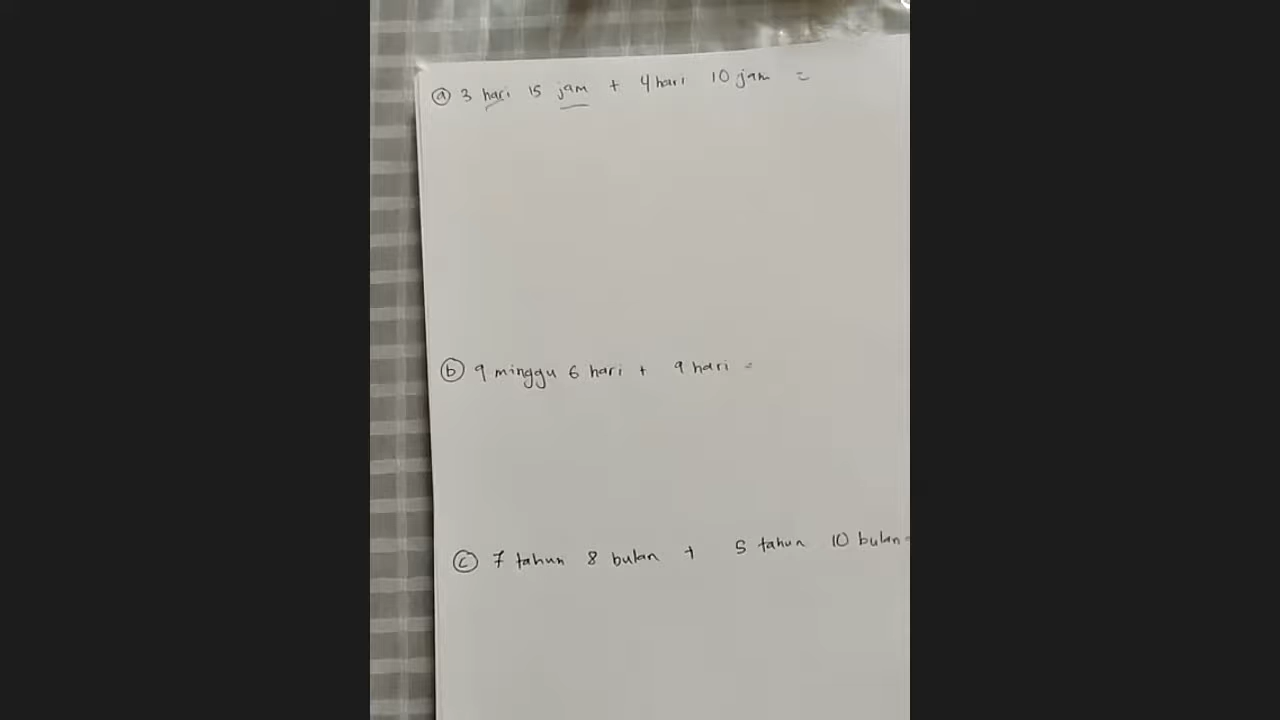 a 3 hari 15 jam + 4 hari 10 jam =
b 9 minggu 6 hari + 9 hari =
c 7 tahun 8 bulan + 5 tahun 10 bulan =